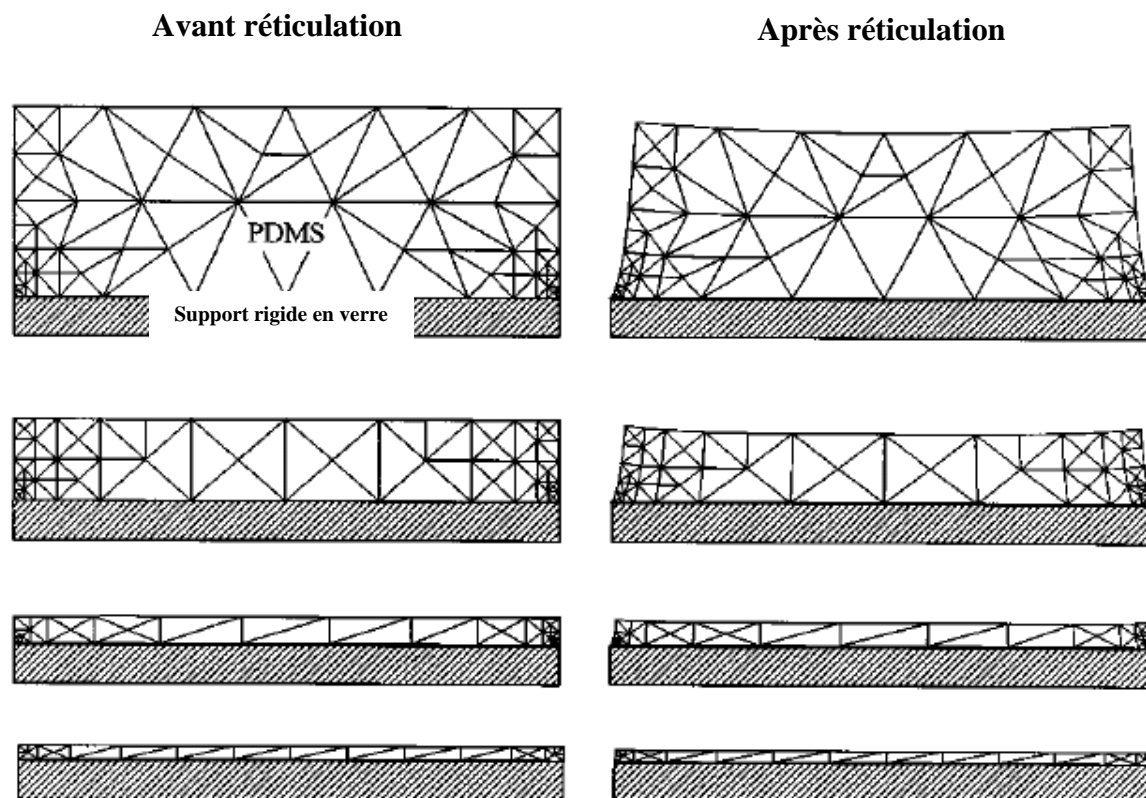 Avant réticulation
Après réticulation
PDMS
Support rigide en verre